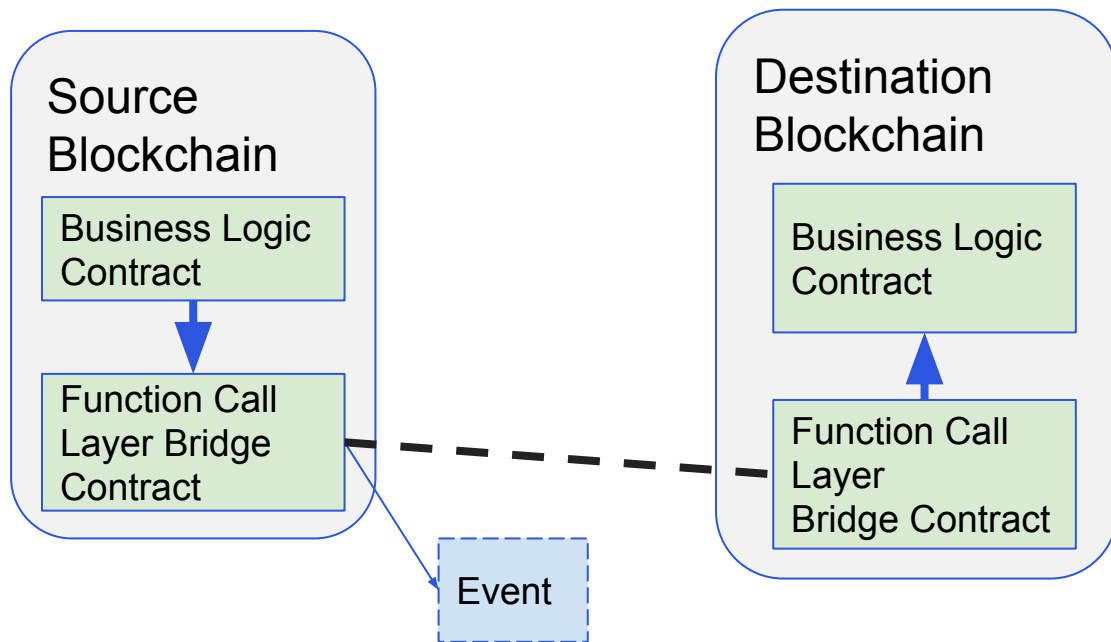 Source
Blockchain
Business Logic
Contract
Function Call
Layer Bridge
Contract
Event
Destination
Blockchain
Business Logic
Contract
Function Call
Layer
Bridge Contract